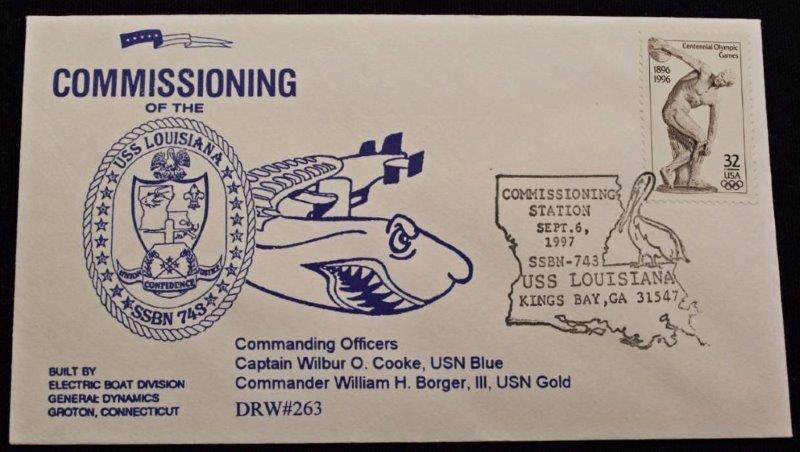 COMMISSIONING
OF THE
USS LOUISIANA
UNION JUSTICE
CONFIDENCE
SSBN 743
Centennial Olympic
Games
1896
1996
32
USA
COMMISSIONING
STATION
SEPT.6,
1997
SSBN-743
USS LOUISIANA
KINGS BAY,GA 31547
Commanding Officers
Captain Wilbur O. Cooke, USN Blue
Commander William H. Borger, III, USN Gold
DRW#263
BUILT BY
ELECTRIC BOAT DIVISION
GENERAL DYNAMICS
GROTON, CONNECTICUT